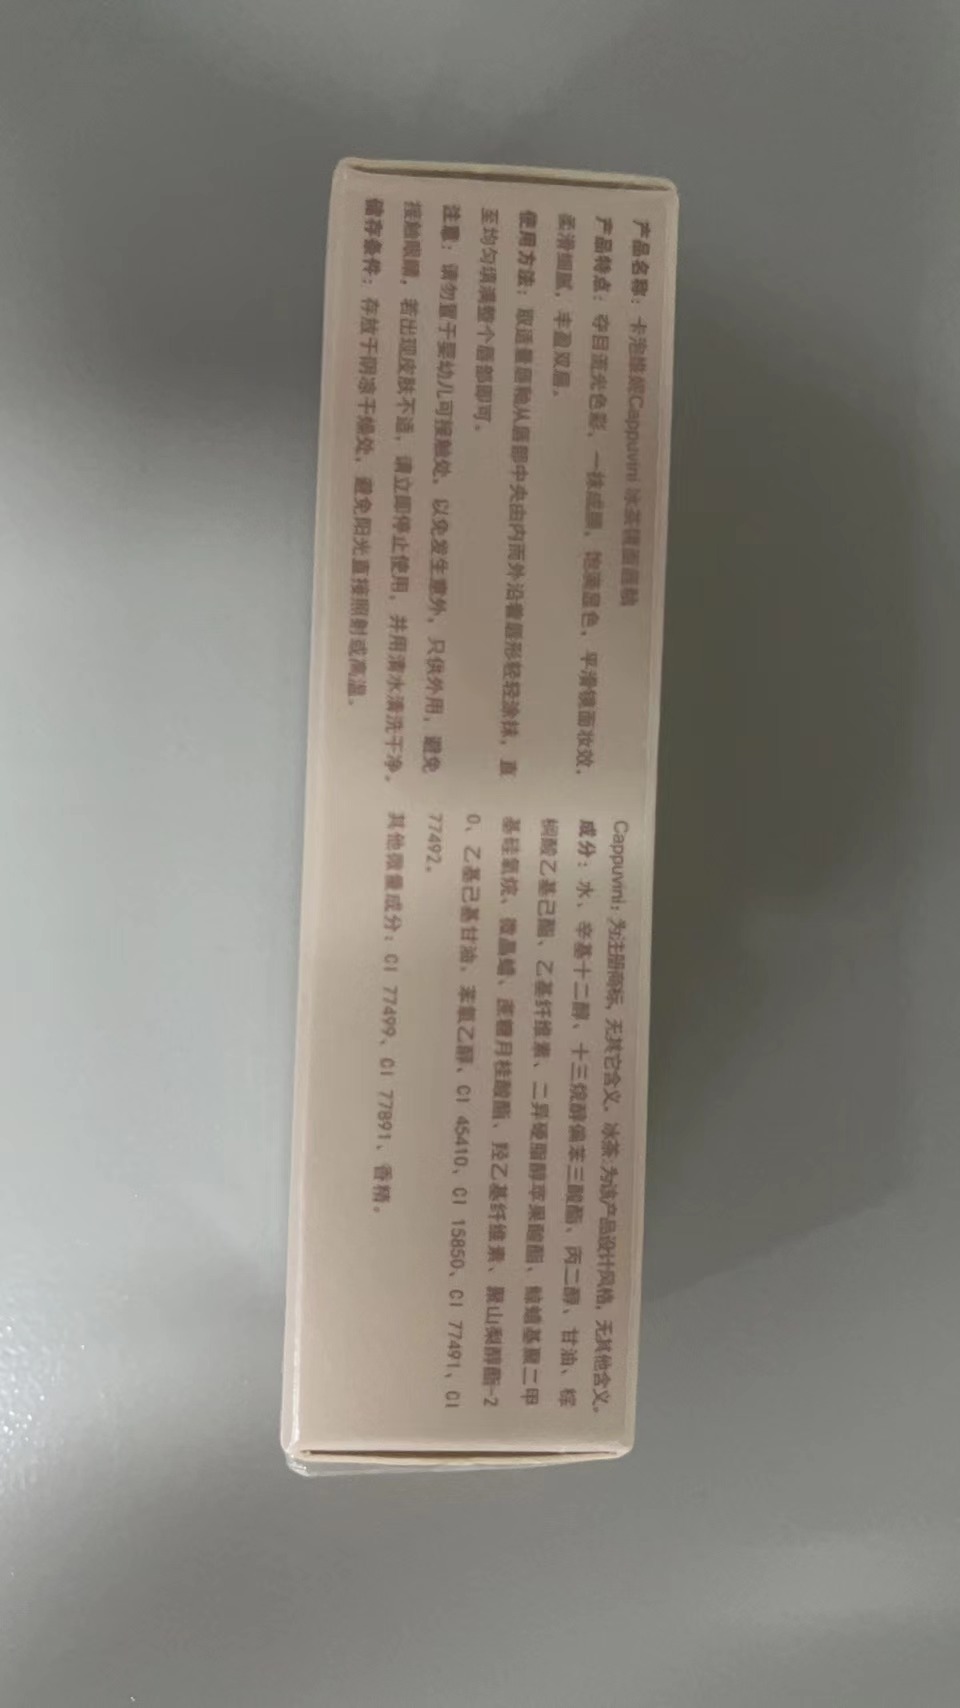 产品名称：卡泡维妮Cappuvini 冰茶镜面唇釉
产品特点：夺目流光色彩，一抹成膜，饱满显色，平滑镜面妆效，
柔滑细腻，丰盈双唇。
使用方法：取适量唇釉从唇部中央由内而外沿着唇形轻轻涂抹，直
至均匀填满整个唇部即可。
注意：请勿置于婴幼儿可接触处，以免发生意外，只供外用，避免
接触眼睛，若出现皮肤不适，请立即停止使用，并用清水清洗干净。
储存条件：存放于阴凉干燥处，避免阳光直接照射或高温。
Cappuvini：为注册商标，无其它含义，冰茶:为该产品设计风格，无其他含义。
成分：水、辛基十二醇、十三烷醇偏苯三酸酯、丙二醇、甘油、棕
榈酸乙基己酯、乙基纤维素、二异硬脂醇苹果酸酯、鲸蜡基聚二甲
基硅氧烷、微晶蜡、蔗糖月桂酸酯、羟乙基纤维素、聚山梨醇酯-2
0、乙基己基甘油、苯氧乙醇、CI 45410、CI 15850、CI 77491、CI
77492。
其他微量成分：CI 77499、CI 77891、香精。